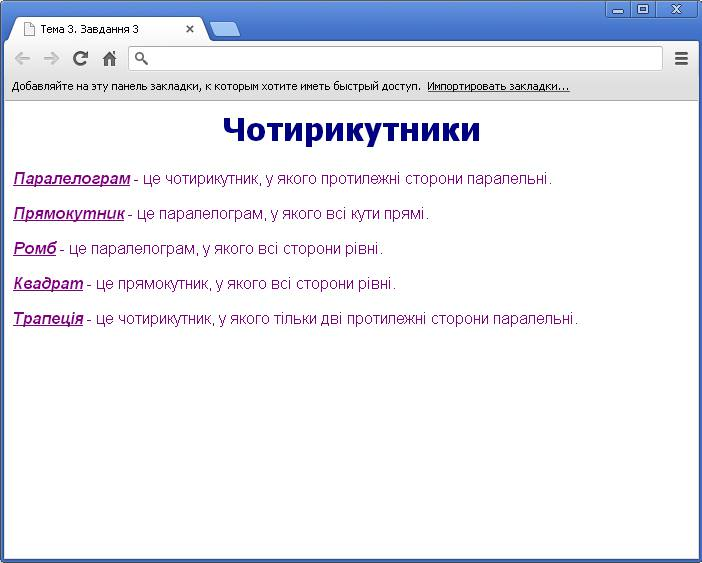 Тема 3. Завдання 3
Добавляйте на эту панель закладки, к которым хотите иметь быстрый доступ. Импортировать закладки...
Чотирикутники
Паралелограм - це чотирикутник, у якого протилежні сторони паралельні.
Прямокутник - це паралелограм, у якого всі кути прямі.
Ромб - це паралелограм, у якого всі сторони рівні.
Квадрат - це прямокутник, у якого всі сторони рівні.
Трапеція - це чотирикутник, у якого тільки дві протилежні сторони паралельні.